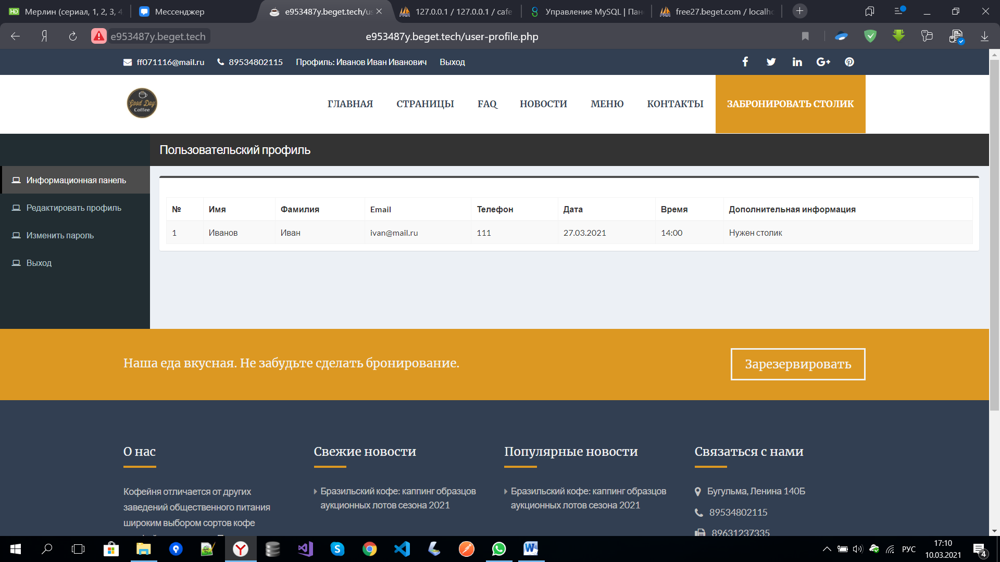 Мерлин (сериал, 1, 2, 3, 4
Мессенджер
e953487y.beget.tech/us
127.0.0.1 / 127.0.0.1 / cafe
Управление MySQL | Пан
free27.beget.com / localho
e953487y.beget.tech
e953487y.beget.tech/user-profile.php
ff071116@mail.ru
89534802115
Профиль: Иванов Иван Иванович
Выход
Good Day
Coffee
ГЛАВНАЯ
СТРАНИЦЫ
FAQ
НОВОСТИ
МЕНЮ
КОНТАКТЫ
ЗАБРОНИРОВАТЬ СТОЛИК
Пользовательский профиль
Информационная панель
Редактировать профиль
Изменить пароль
Выход
№ Имя Фамилия Email Телефон Дата Время Дополнительная информация
1 Иванов Иван ivan@mail.ru 111 27.03.2021 14:00 Нужен столик
Наша еда вкусная. Не забудьте сделать бронирование.
Зарезервировать
О нас
Кофейня отличается от других
заведений общественного питания
широким выбором сортов кофе
Свежие новости
Бразильский кофе: каппинг образцов
аукционных лотов сезона 2021
Популярные новости
Бразильский кофе: каппинг образцов
аукционных лотов сезона 2021
Связаться с нами
Бугульма, Ленина 140Б
89534802115
89631237335
РУС
17:10
10.03.2021
4